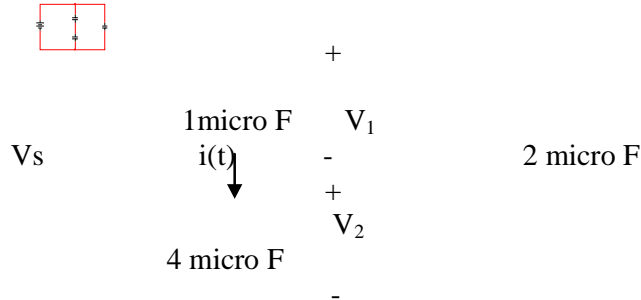 +
1micro F V₁
Vs i(t) - 2 micro F
+
V₂
4 micro F
-